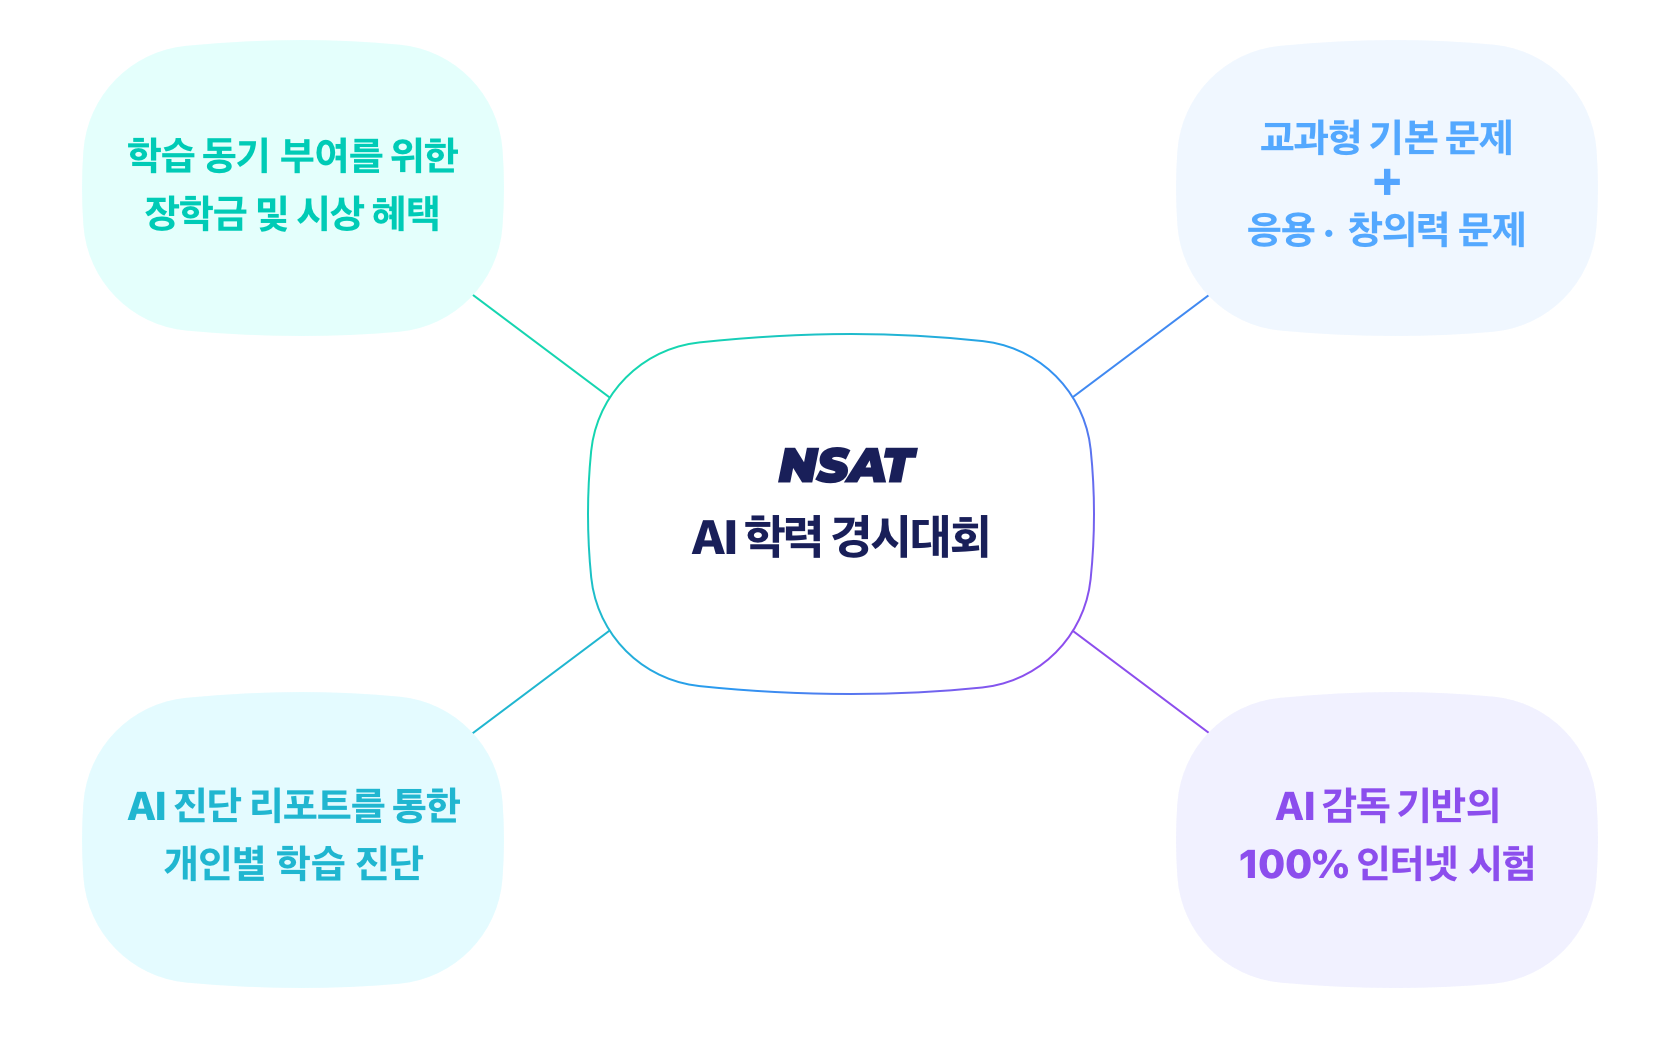 학습 동기 부여를 위한
장학금 및 시상 혜택
교과형 기본 문제
+
응용 · 창의력 문제
NSAT
AI 학력 경시대회
AI 진단 리포트를 통한
개인별 학습 진단
AI 감독 기반의
100% 인터넷 시험